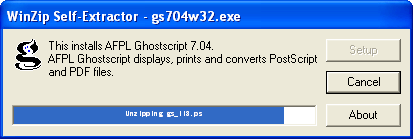 WinZip Self-Extractor - gs704w32.exe
This installs AFPL Ghostscript 7.04.
AFPL Ghostscript displays, prints and converts PostScript
and PDF files.
Setup
Cancel
Unzipping gs_il3.ps
About